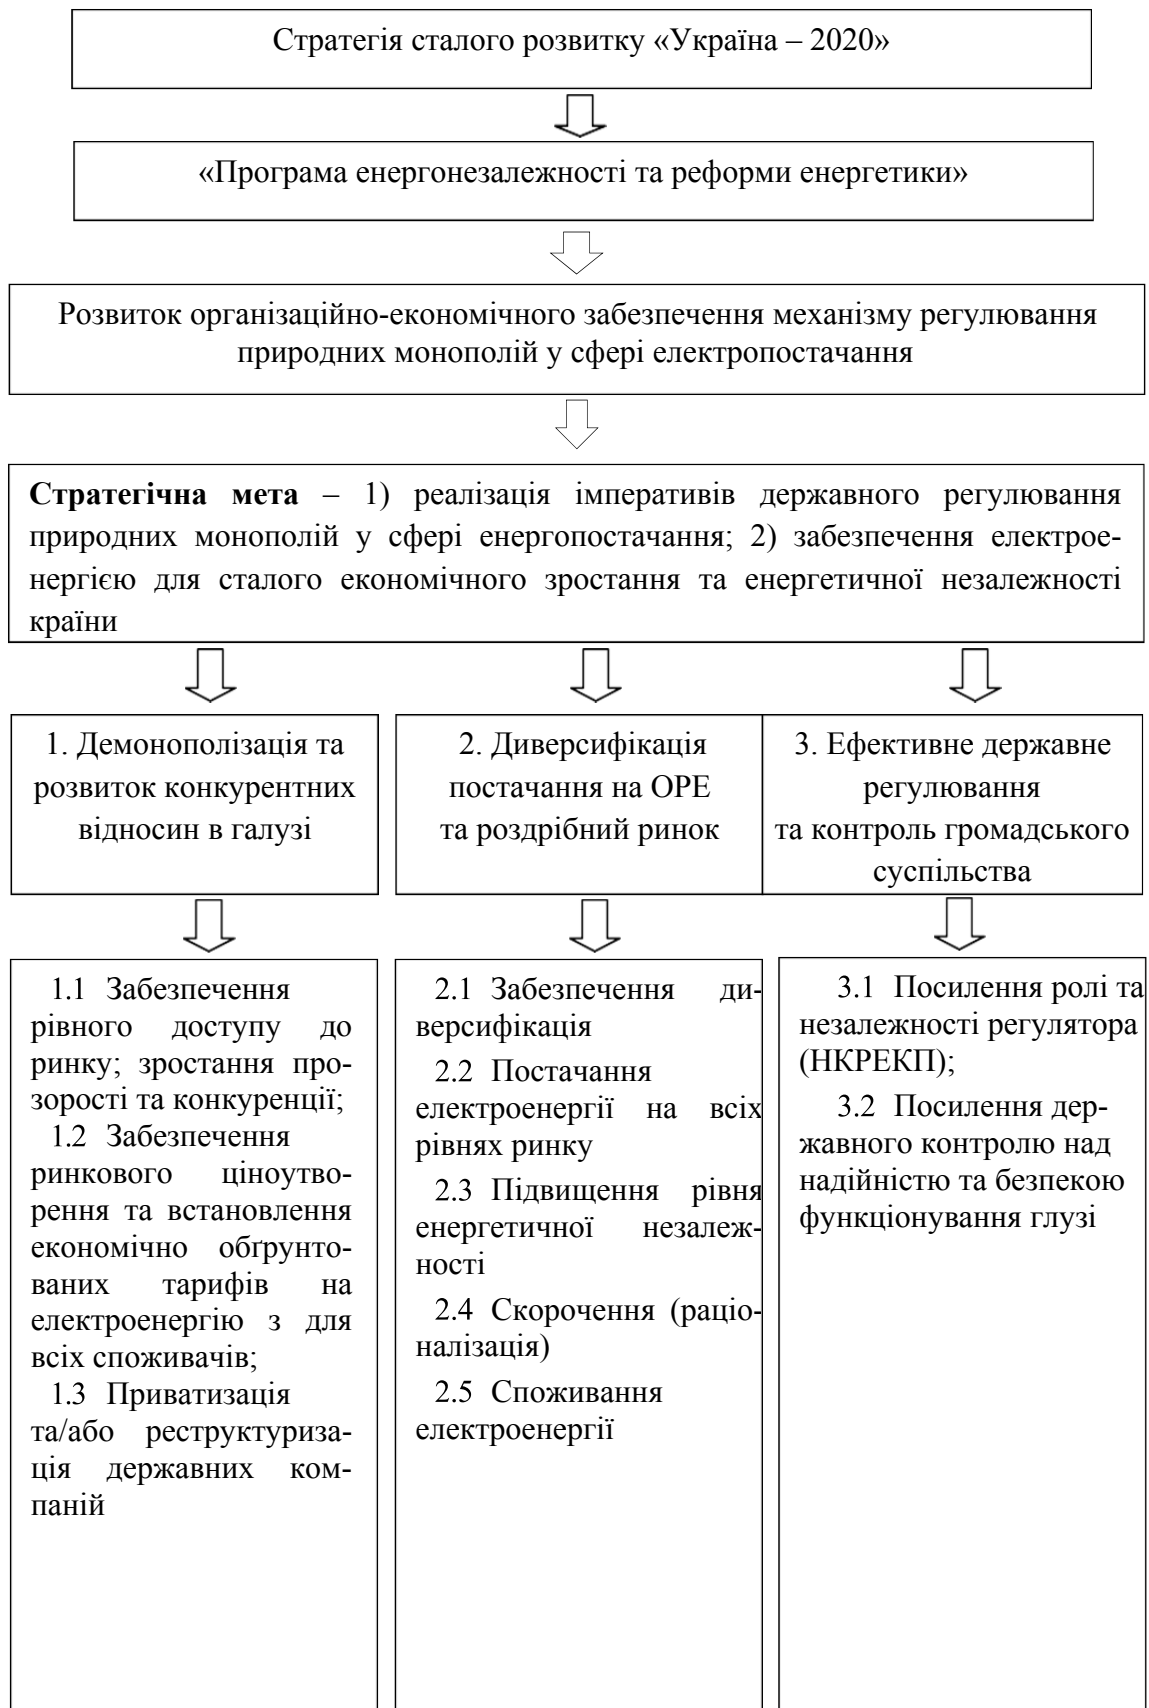 Стратегія сталого розвитку «Україна – 2020»
«Програма енергонезалежності та реформи енергетики»
Розвиток організаційно-економічного забезпечення механізму регулювання
природних монополій у сфері електропостачання
Стратегічна мета – 1) реалізація імперативів державного регулювання
природних монополій у сфері енергопостачання; 2) забезпечення електрое-
нергією для сталого економічного зростання та енергетичної незалежності
країни
1. Демонополізація та
розвиток конкурентних
відносин в галузі
2. Диверсифікація
постачання на ОРЕ
та роздрібний ринок
3. Ефективне державне
регулювання
та контроль громадського
суспільства
1.1 Забезпечення
рівного доступу до
ринку; зростання про-
зорості та конкуренції;
1.2 Забезпечення
ринкового ціноутво-
рення та встановлення
економічно обґрунто-
ваних тарифів на
електроенергію з для
всіх споживачів;
1.3 Приватизація
та/або реструктуриза-
ція державних ком-
паній
2.1 Забезпечення ди-
версифікація
2.2 Постачання
електроенергії на всіх
рівнях ринку
2.3 Підвищення рівня
енергетичної незалеж-
ності
2.4 Скорочення (раціо-
налізація)
2.5 Споживання
електроенергії
3.1 Посилення ролі та
незалежності регулятора
(НКРЕКП);
3.2 Посилення дер-
жавного контролю над
надійністю та безпекою
функціонування глузі